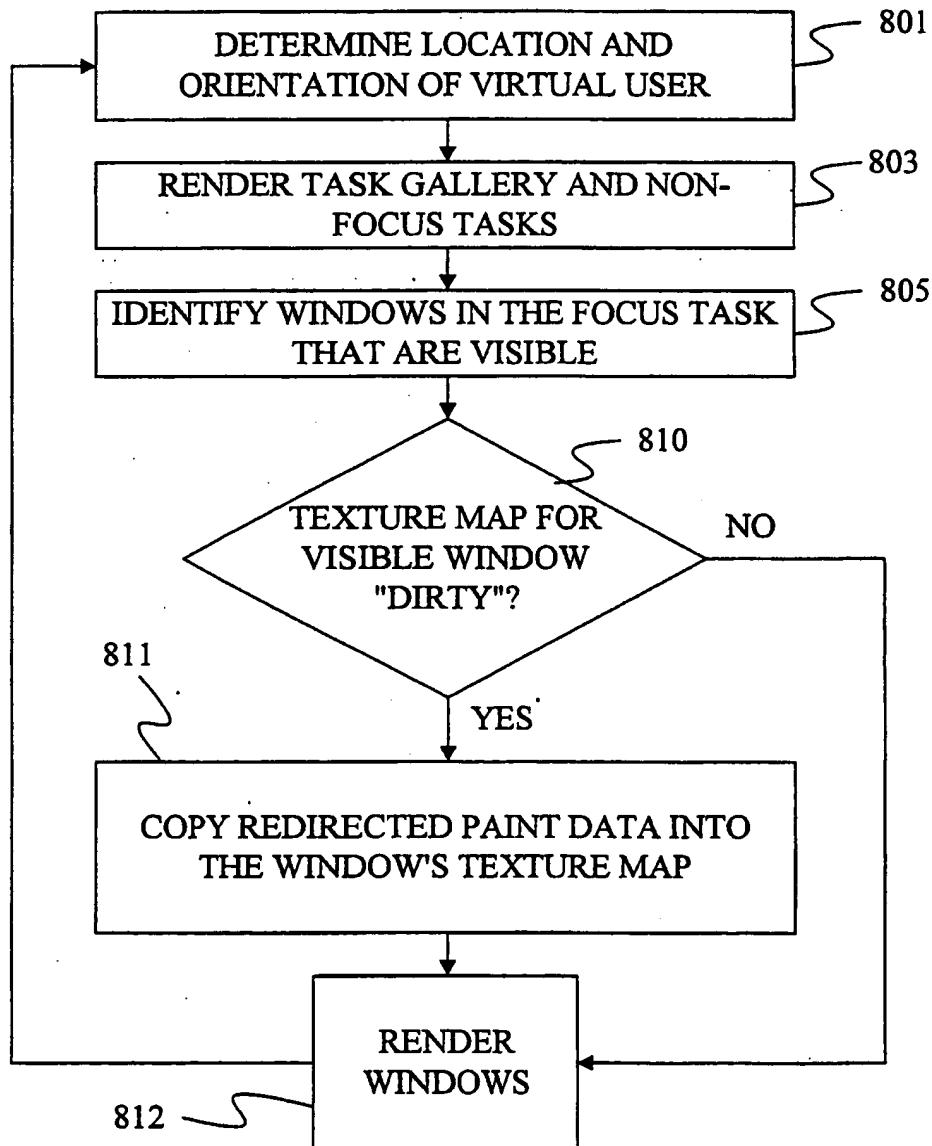 801
DETERMINE LOCATION AND
ORIENTATION OF VIRTUAL USER
803
RENDER TASK GALLERY AND NON-
FOCUS TASKS
805
IDENTIFY WINDOWS IN THE FOCUS TASK
THAT ARE VISIBLE
810
TEXTURE MAP FOR
VISIBLE WINDOW
"DIRTY"?
NO
811
YES
COPY REDIRECTED PAINT DATA INTO
THE WINDOW'S TEXTURE MAP
RENDER
WINDOWS
812